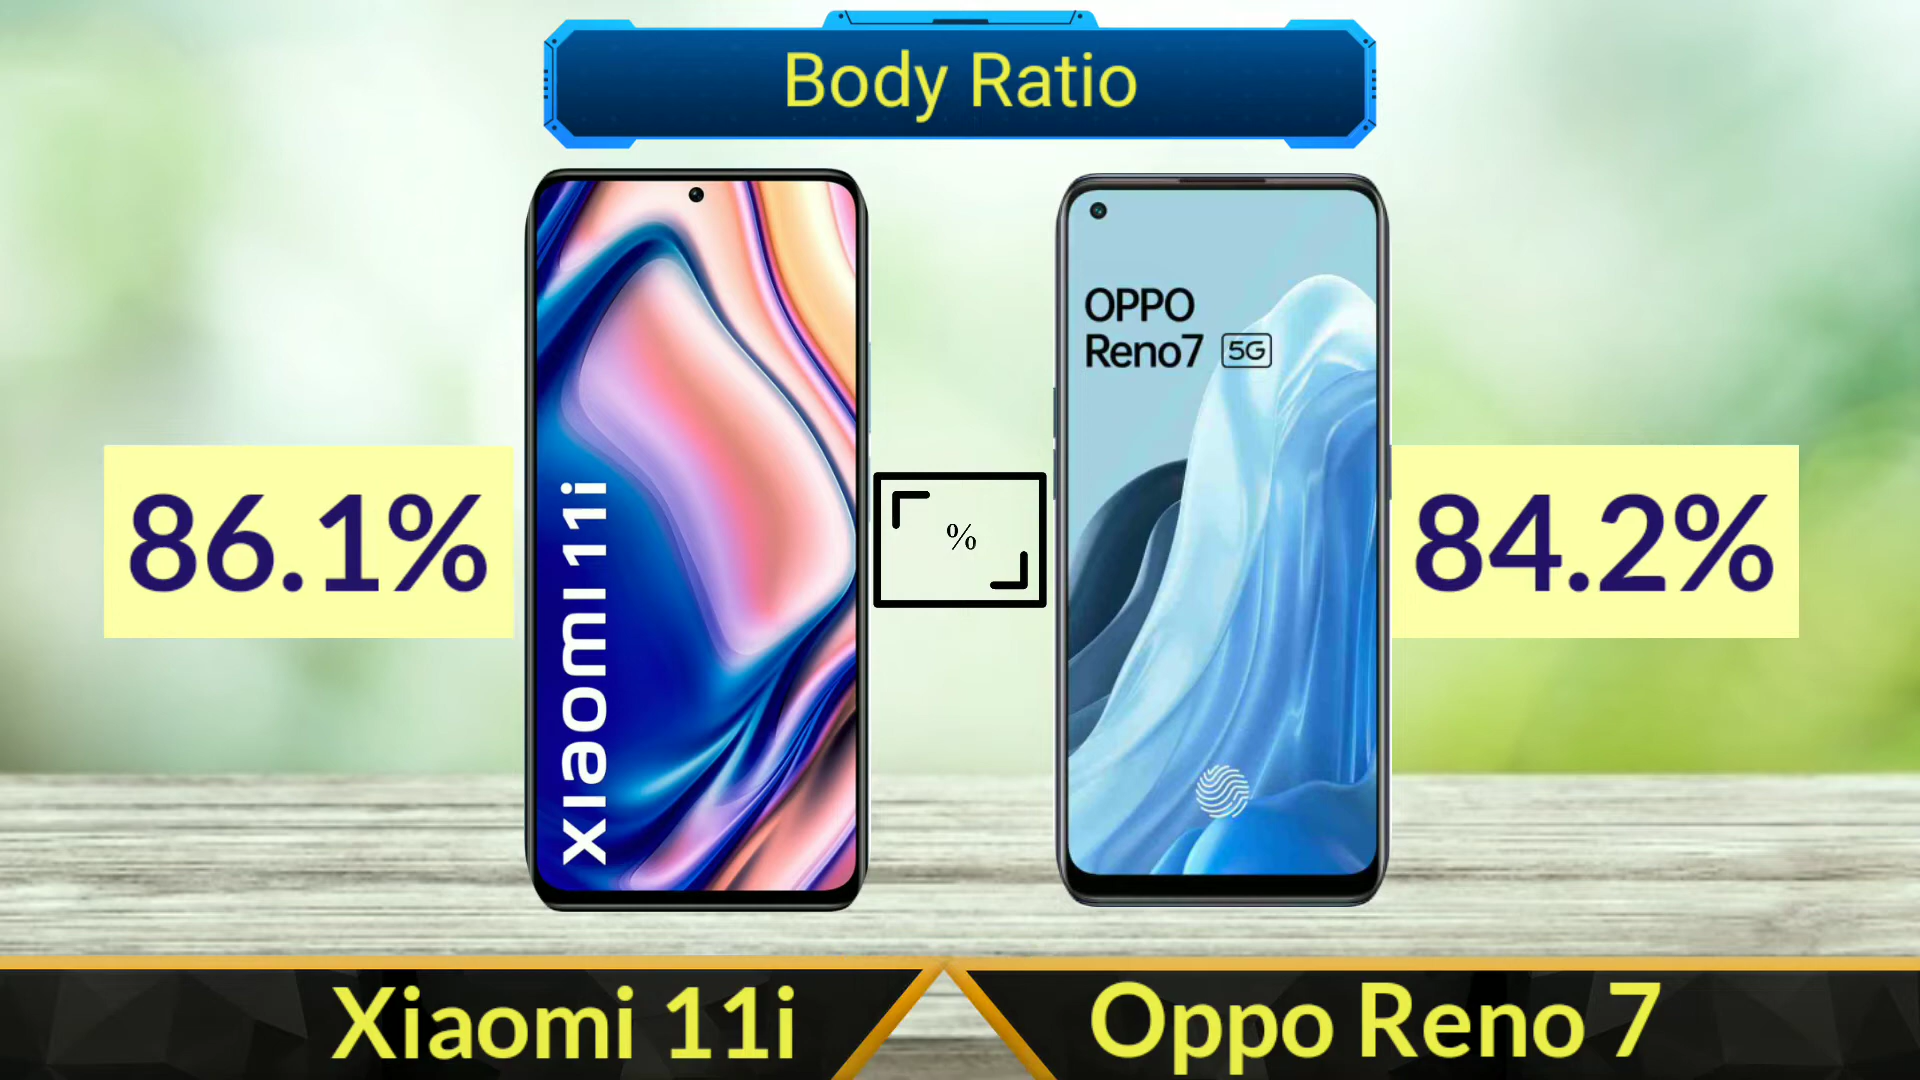 Body Ratio
OPPO
Reno7 5G
xiaomi 11i
86.1%
%
84.2%
Xiaomi 11i
Oppo Reno 7